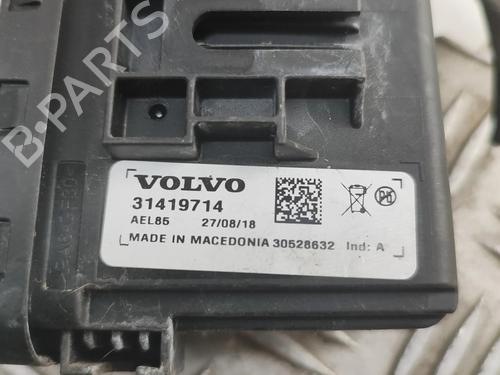 B-PARTS
VOLVO
31419714
AEL85 27/08/18
MADE IN MACEDONIA 30528632 Ind: A